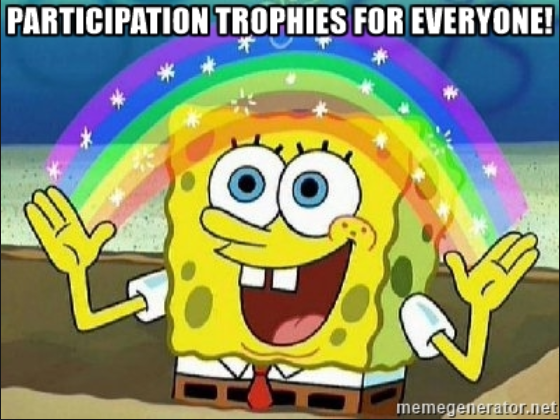 PARTICIPATION TROPHIES FOR EVERYONE!
memegenerator.net